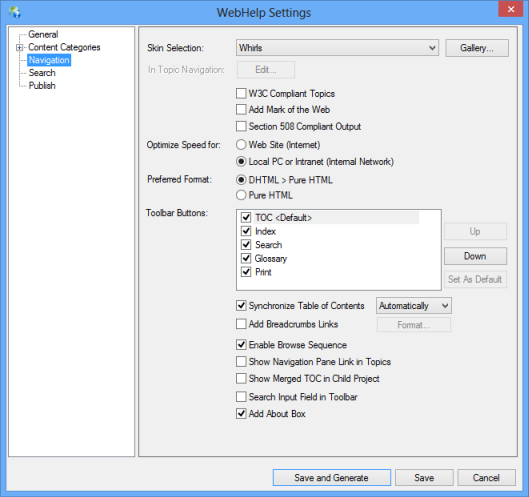 WebHelp Settings
General
Content Categories
Navigation
Search
Publish
Skin Selection: Whirls Gallery...
In Topic Navigation: Edit...
W3C Compliant Topics
Add Mark of the Web
Section 508 Compliant Output
Optimize Speed for: Web Site (Internet)
Local PC or Intranet (Internal Network)
Preferred Format: DHTML > Pure HTML
Pure HTML
Toolbar Buttons: TOC <Default>
Index
Search
Glossary
Print
Up
Down
Set As Default
Synchronize Table of Contents Automatically
Add Breadcrumbs Links Format...
Enable Browse Sequence
Show Navigation Pane Link in Topics
Show Merged TOC in Child Project
Search Input Field in Toolbar
Add About Box
Save and Generate Save Cancel